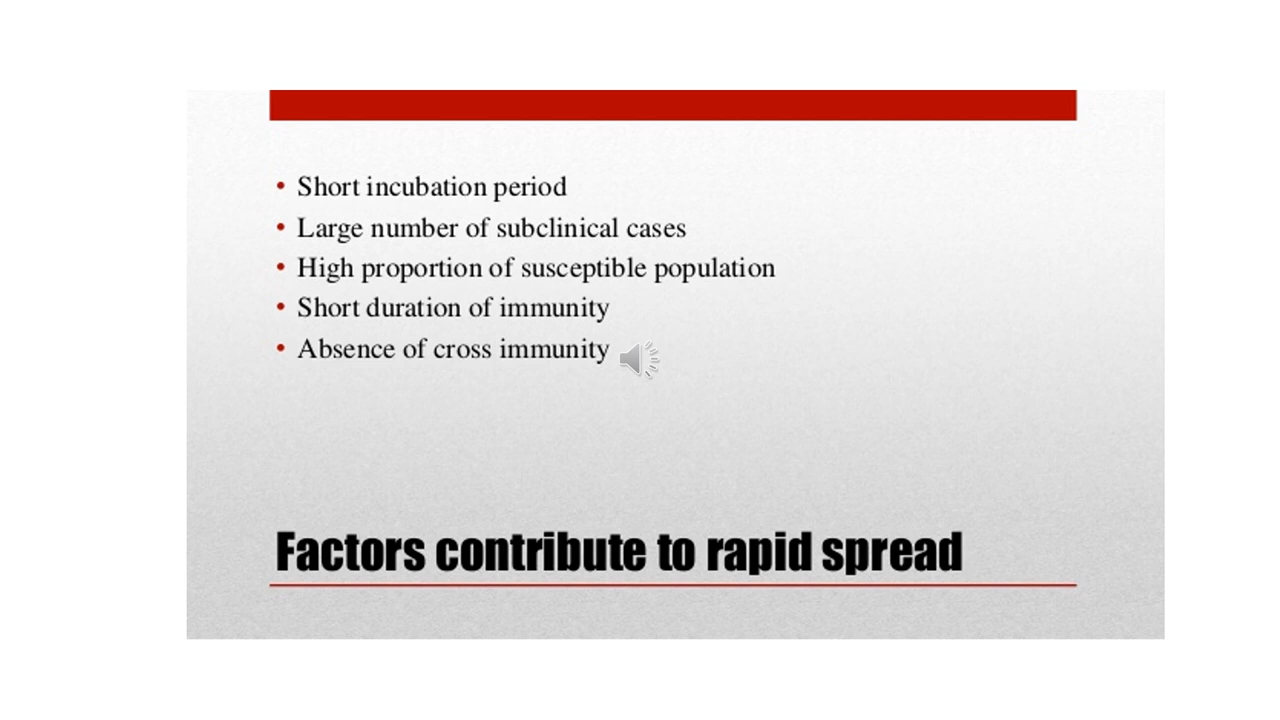 • Short incubation period
• Large number of subclinical cases
• High proportion of susceptible population
• Short duration of immunity
• Absence of cross immunity
Factors contribute to rapid spread